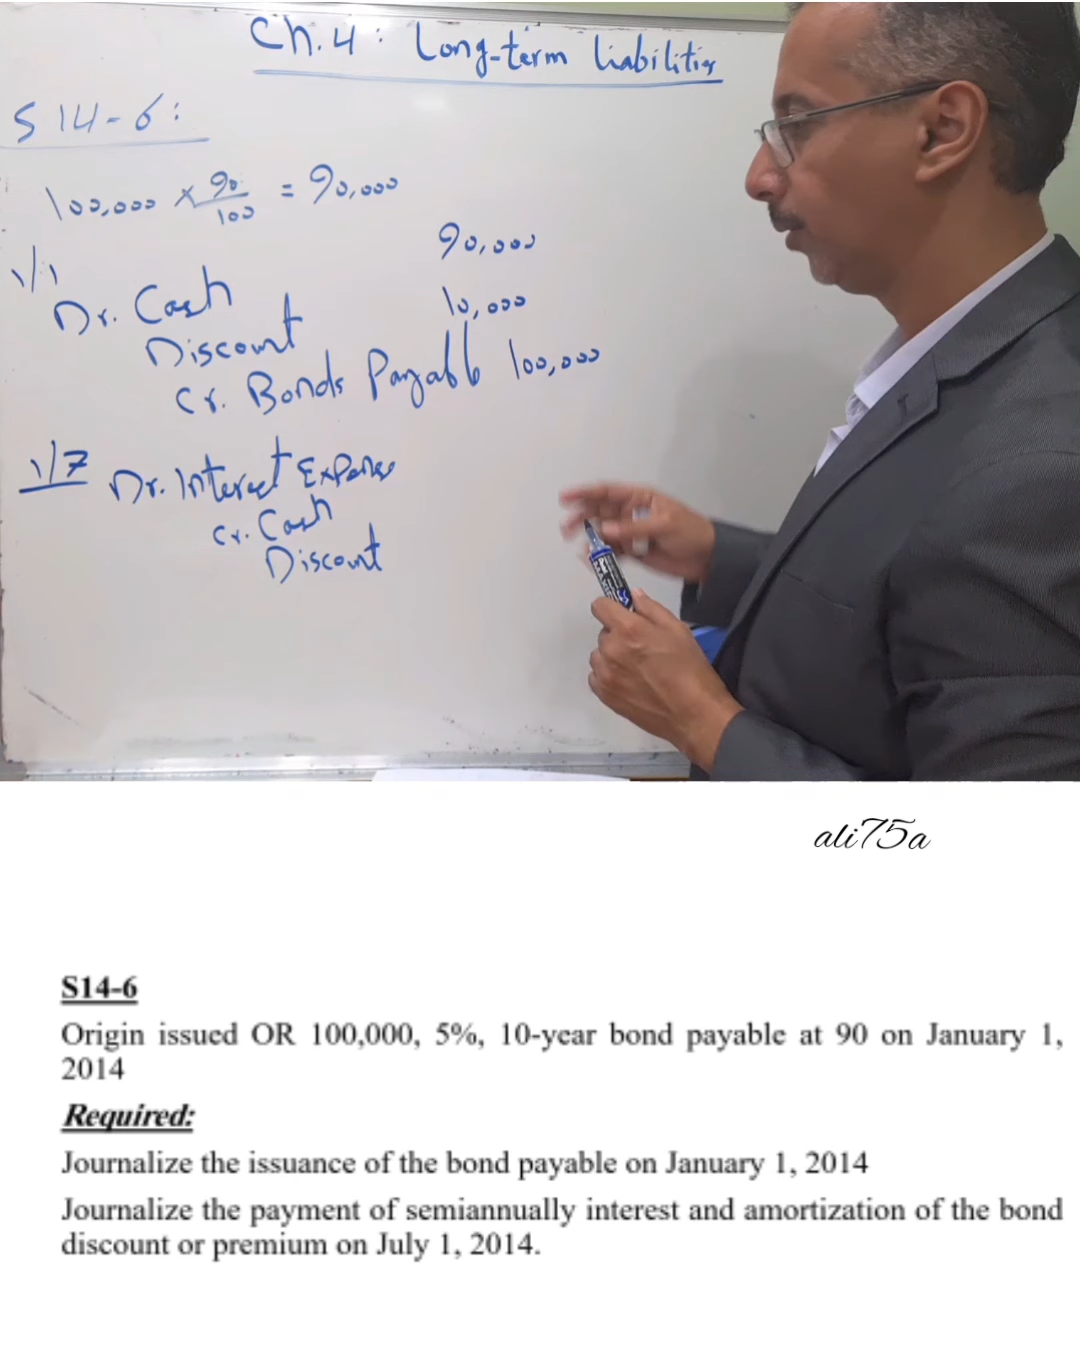 Ch.4: Long-term liabilities
S 14-6:
100,000 × 90/100 = 90,000
1/1
Dr. Cash 90,000
Discount 10,000
Cr. Bonds Payable 100,000
1/7 Dr. Interest Expense
Cr. Cash
Discount
ali75a
S14-6
Origin issued OR 100,000, 5%, 10-year bond payable at 90 on January 1,
2014
Required:
Journalize the issuance of the bond payable on January 1, 2014
Journalize the payment of semiannually interest and amortization of the bond
discount or premium on July 1, 2014.